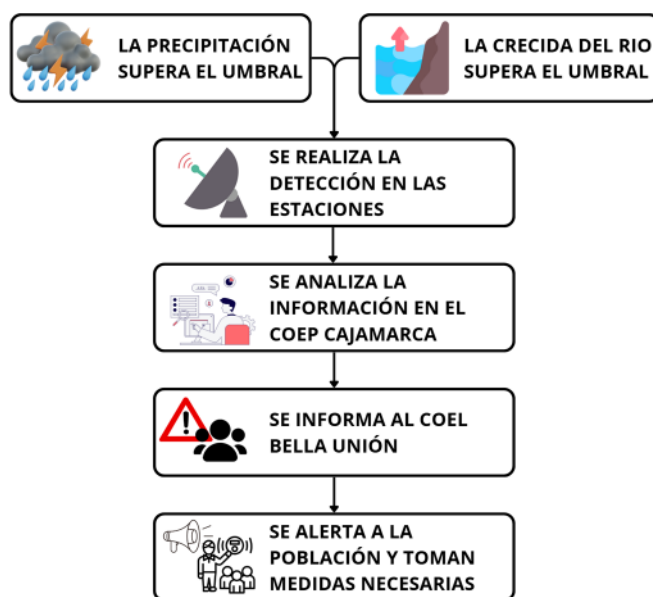 LA PRECIPITACIÓN
SUPERA EL UMBRAL
LA CRECIDA DEL RIO
SUPERA EL UMBRAL
SE REALIZA LA
DETECCIÓN EN LAS
ESTACIONES
SE ANALIZA LA
INFORMACIÓN EN EL
COEP CAJAMARCA
SE INFORMA AL COEL
BELLA UNIÓN
SE ALERTA A LA
POBLACIÓN Y TOMAN
MEDIDAS NECESARIAS